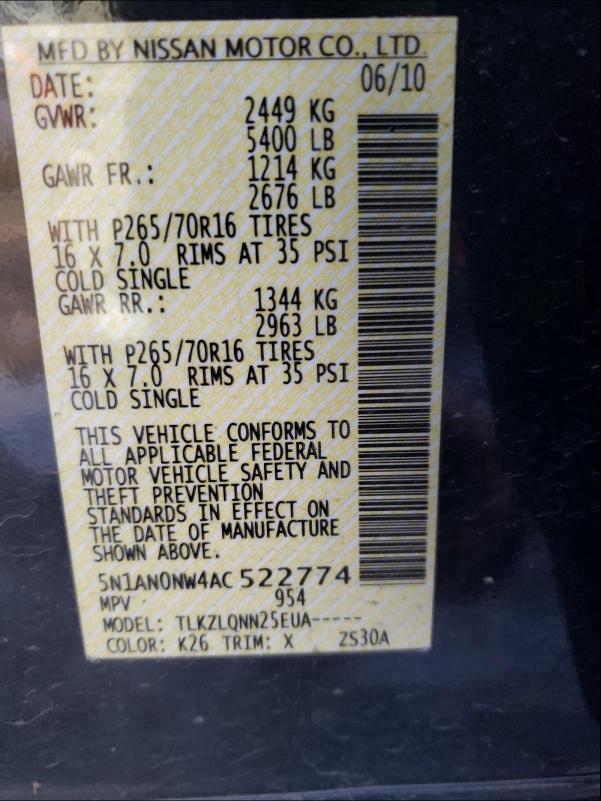 MFD BY NISSAN MOTOR CO., LTD.
DATE: 06/10
GVWR: 2449 KG
5400 LB
GAWR FR.: 1214 KG
2676 LB
WITH P265/70R16 TIRES
16 X 7.0 RIMS AT 35 PSI
COLD SINGLE
GAWR RR.: 1344 KG
2963 LB
WITH P265/70R16 TIRES
16 X 7.0 RIMS AT 35 PSI
COLD SINGLE
THIS VEHICLE CONFORMS TO
ALL APPLICABLE FEDERAL
MOTOR VEHICLE SAFETY AND
THEFT PREVENTION
STANDARDS IN EFFECT ON
THE DATE OF MANUFACTURE
SHOWN ABOVE.
5N1AN0NW4AC522774
MPV 954
MODEL: TLKZLQNN25EUA-----
COLOR: K26 TRIM: X ZS30A